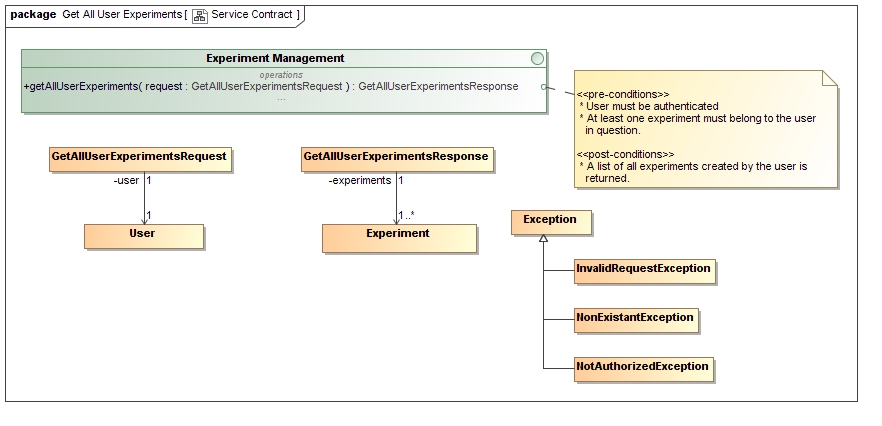 package Get All User Experiments [ Service Contract ]
Experiment Management
operations
+getAllUserExperiments( request : GetAllUserExperimentsRequest ) : GetAllUserExperimentsResponse
...
<<pre-conditions>>
* User must be authenticated
* At least one experiment must belong to the user
in question.
<<post-conditions>>
* A list of all experiments created by the user is
returned.
GetAllUserExperimentsRequest
GetAllUserExperimentsResponse
-user 1
-experiments 1
1
1..*
User
Experiment
Exception
InvalidRequestException
NonExistantException
NotAuthorizedException